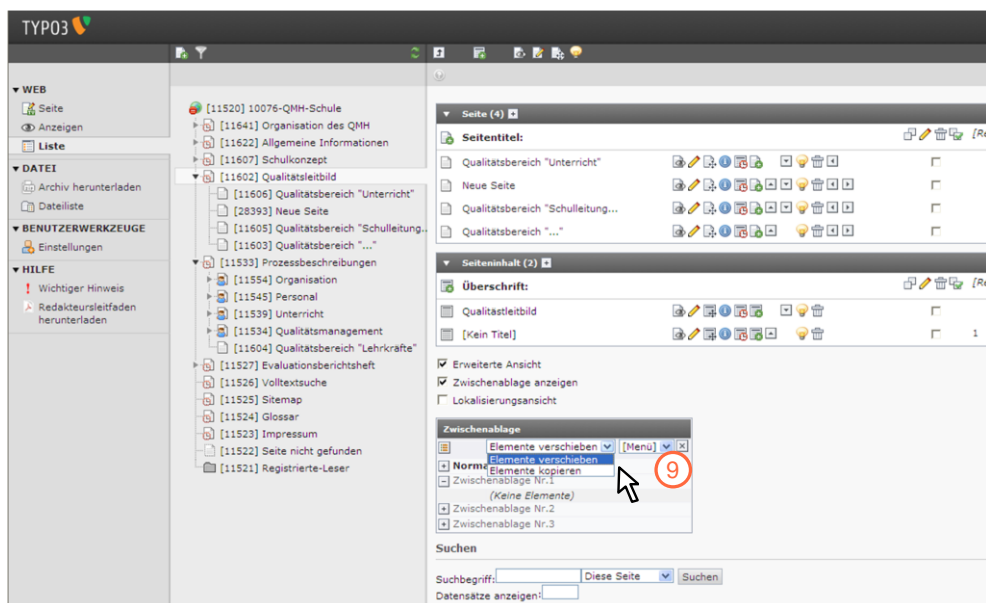 TYPO3
WEB
Seite
Anzeigen
Liste
DATEI
Archiv herunterladen
Dateiliste
BENUTZERWERKZEUGE
Einstellungen
HILFE
Wichtiger Hinweis
Redakteursleitfaden
herunterladen
[11520] 10076-QMH-Schule
[11641] Organisation des QMH
[11622] Allgemeine Informationen
[11607] Schulkonzept
[11602] Qualitätsleitbild
[11606] Qualitätsbereich "Unterricht"
[28393] Neue Seite
[11605] Qualitätsbereich "Schulleitung..
[11603] Qualitätsbereich "..."
[11533] Prozessbeschreibungen
[11554] Organisation
[11545] Personal
[11539] Unterricht
[11534] Qualitätsmanagement
[11604] Qualitätsbereich "Lehrkräfte"
[11527] Evaluationsberichtsheft
[11526] Volltextsuche
[11525] Sitemap
[11524] Glossar
[11523] Impressum
[11522] Seite nicht gefunden
[11521] Registrierte-Leser
Seite (4)
Seitentitel: [Re
Qualitätsbereich "Unterricht"
Neue Seite
Qualitätsbereich "Schulleitung...
Qualitätsbereich "..."
Seiteninhalt (2)
Überschrift: [Re
Qualitastleitbild
[Kein Titel] 1
Erweiterte Ansicht
Zwischenablage anzeigen
Lokalisierungsansicht
Zwischenablage
Elemente verschieben [Menü]
Elemente verschieben
Norma
Elemente kopieren
9
Zwischenablage Nr.1
(Keine Elemente)
Zwischenablage Nr.2
Zwischenablage Nr.3
Suchen
Suchbegriff: Diese Seite Suchen
Datensätze anzeigen: